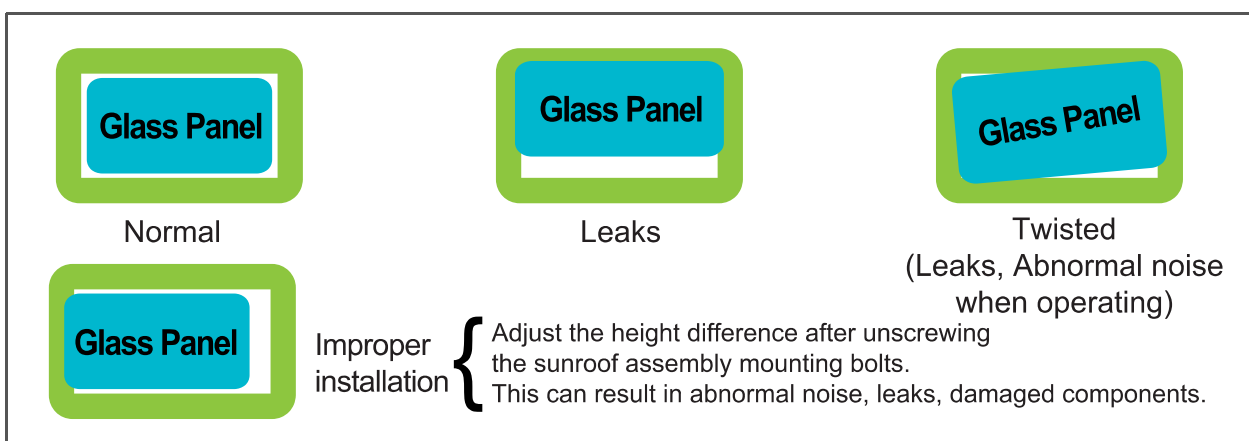 Glass Panel
Glass Panel
Glass Panel
Normal
Leaks
Twisted
(Leaks, Abnormal noise
when operating)
Glass Panel
Improper
installation
Adjust the height difference after unscrewing
the sunroof assembly mounting bolts.
This can result in abnormal noise, leaks, damaged components.